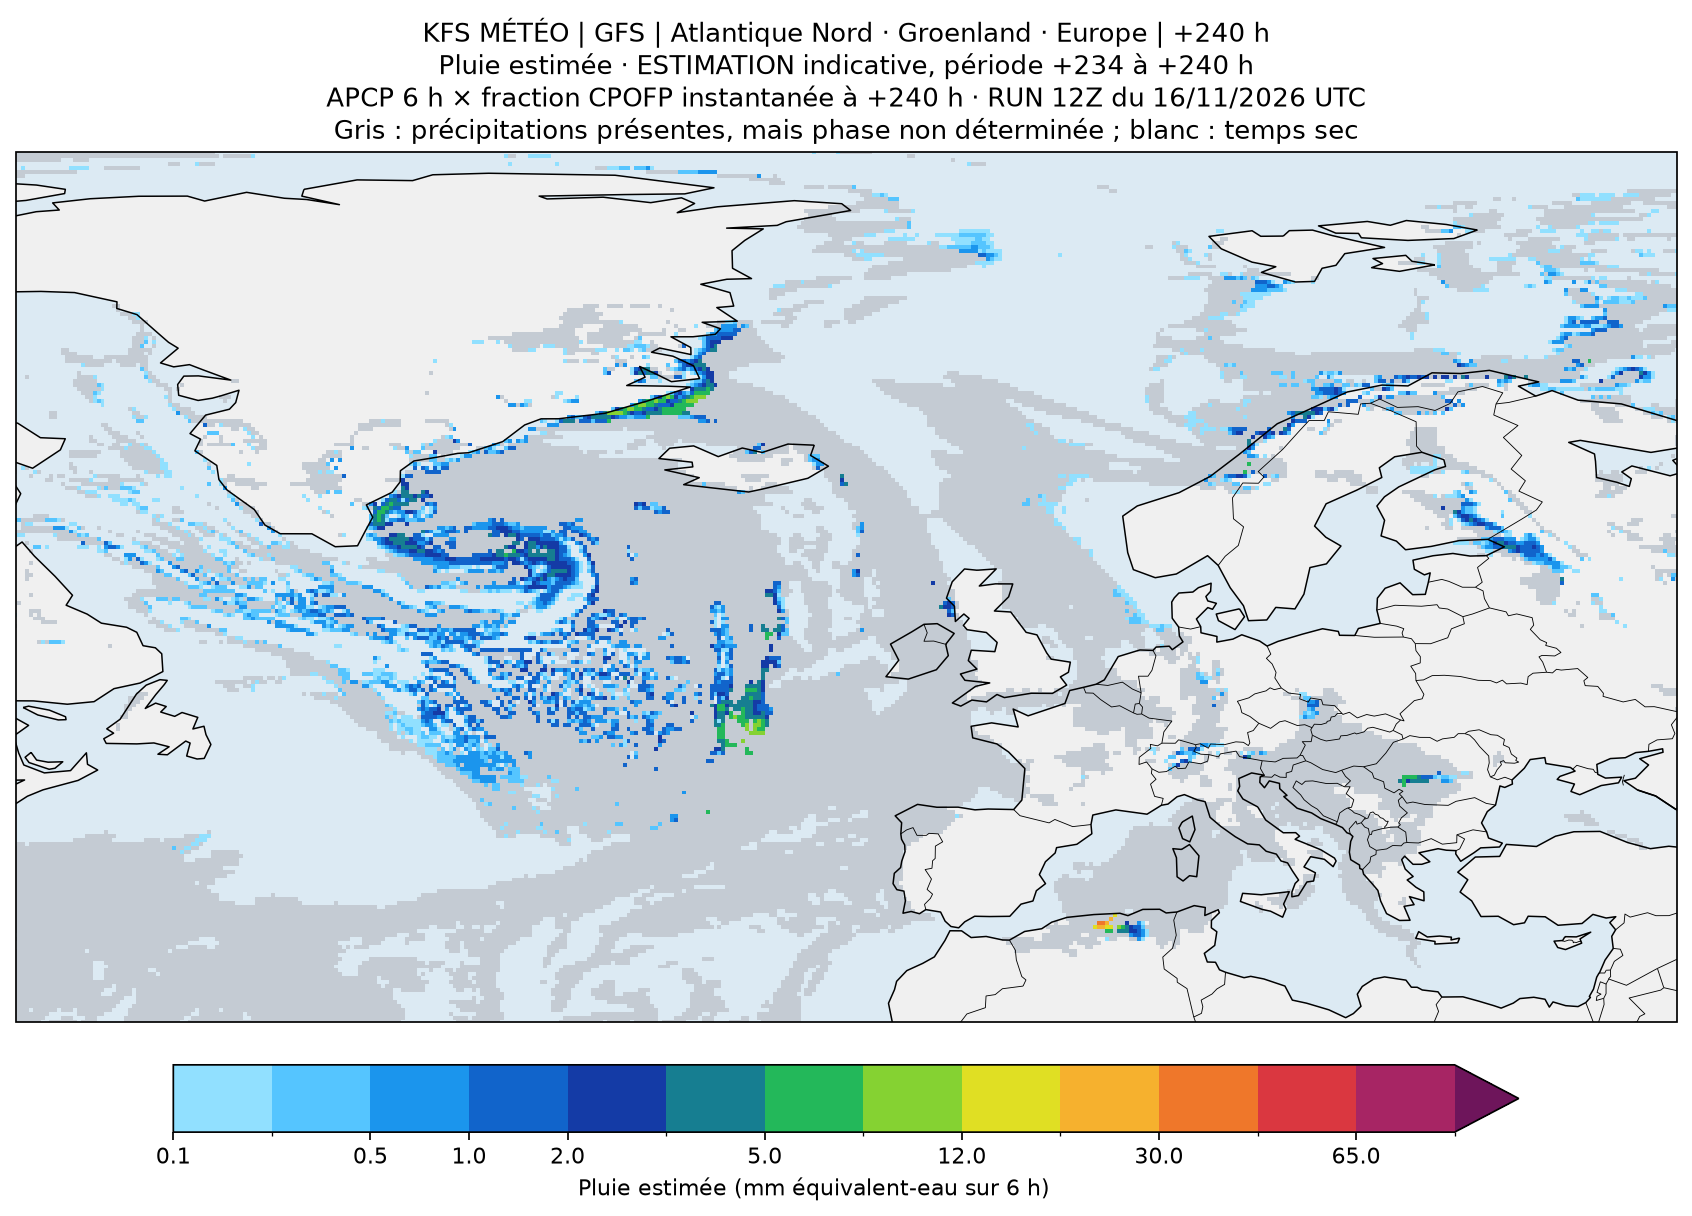 KFS MÉTÉO | GFS | Atlantique Nord · Groenland · Europe | +240 h
Pluie estimée · ESTIMATION indicative, période +234 à +240 h
APCP 6 h × fraction CPOFP instantanée à +240 h · RUN 12Z du 16/11/2026 UTC
Gris : précipitations présentes, mais phase non déterminée ; blanc : temps sec
0.1 0.5 1.0 2.0 5.0 12.0 30.0 65.0
Pluie estimée (mm équivalent-eau sur 6 h)